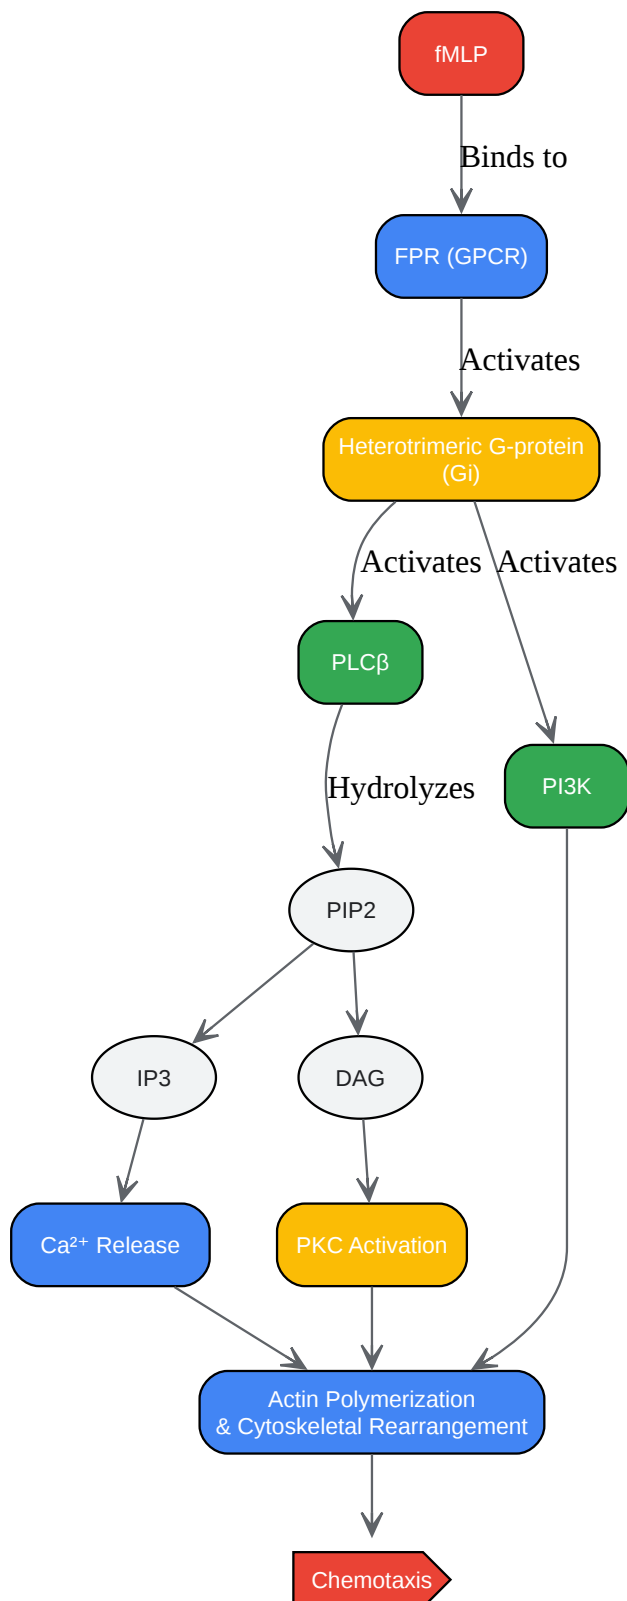 fMLP
Binds to
FPR (GPCR)
Activates
Heterotrimeric G-protein
(Gi)
Activates
Activates
PLCβ
PI3K
Hydrolyzes
PIP2
IP3
DAG
Ca²⁺ Release
PKC Activation
Actin Polymerization
& Cytoskeletal Rearrangement
Chemotaxis